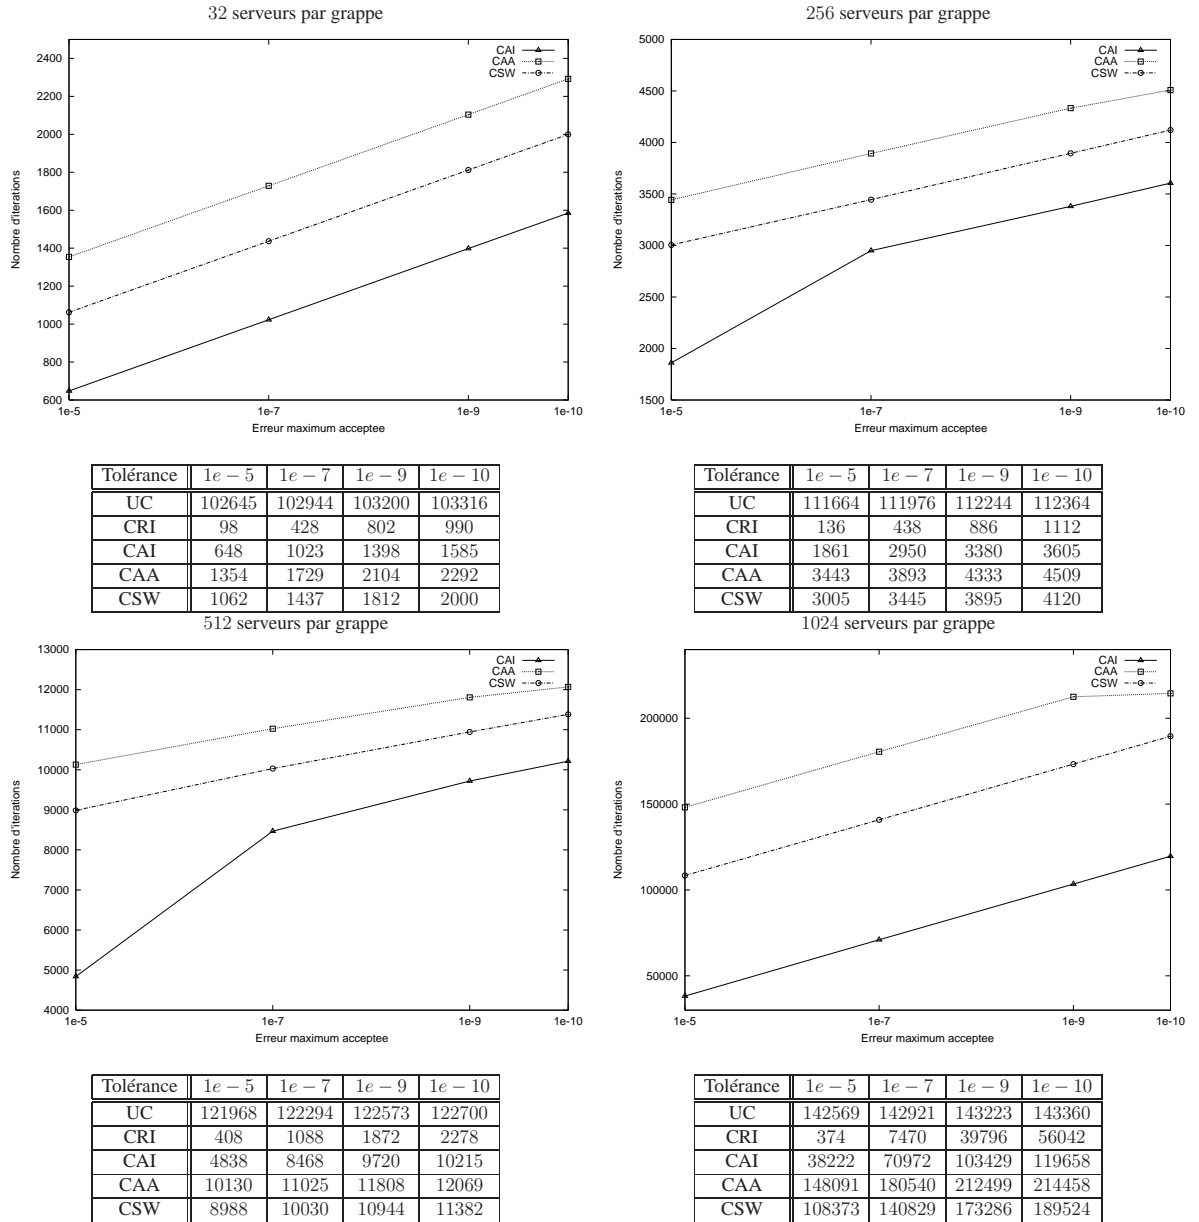 32 serveurs par grappe
CAI
CAA
CSW
2400
2200
2000
1800
1600
1400
1200
1000
800
600
Nombre d'iterations
1e-5 1e-7 1e-9 1e-10
Erreur maximum acceptee
Tolérance 1e − 5 1e − 7 1e − 9 1e − 10
UC 102645 102944 103200 103316
CRI 98 428 802 990
CAI 648 1023 1398 1585
CAA 1354 1729 2104 2292
CSW 1062 1437 1812 2000
256 serveurs par grappe
CAI
CAA
CSW
5000
4500
4000
3500
3000
2500
2000
1500
Nombre d'iterations
1e-5 1e-7 1e-9 1e-10
Erreur maximum acceptee
Tolérance 1e − 5 1e − 7 1e − 9 1e − 10
UC 111664 111976 112244 112364
CRI 136 438 886 1112
CAI 1861 2950 3380 3605
CAA 3443 3893 4333 4509
CSW 3005 3445 3895 4120
512 serveurs par grappe
CAI
CAA
CSW
13000
12000
11000
10000
9000
8000
7000
6000
5000
4000
Nombre d'iterations
1e-5 1e-7 1e-9 1e-10
Erreur maximum acceptee
Tolérance 1e − 5 1e − 7 1e − 9 1e − 10
UC 121968 122294 122573 122700
CRI 408 1088 1872 2278
CAI 4838 8468 9720 10215
CAA 10130 11025 11808 12069
CSW 8988 10030 10944 11382
1024 serveurs par grappe
CAI
CAA
CSW
200000
150000
100000
50000
Nombre d'iterations
1e-5 1e-7 1e-9 1e-10
Erreur maximum acceptee
Tolérance 1e − 5 1e − 7 1e − 9 1e − 10
UC 142569 142921 143223 143360
CRI 374 7470 39796 56042
CAI 38222 70972 103429 119658
CAA 148091 180540 212499 214458
CSW 108373 140829 173286 189524